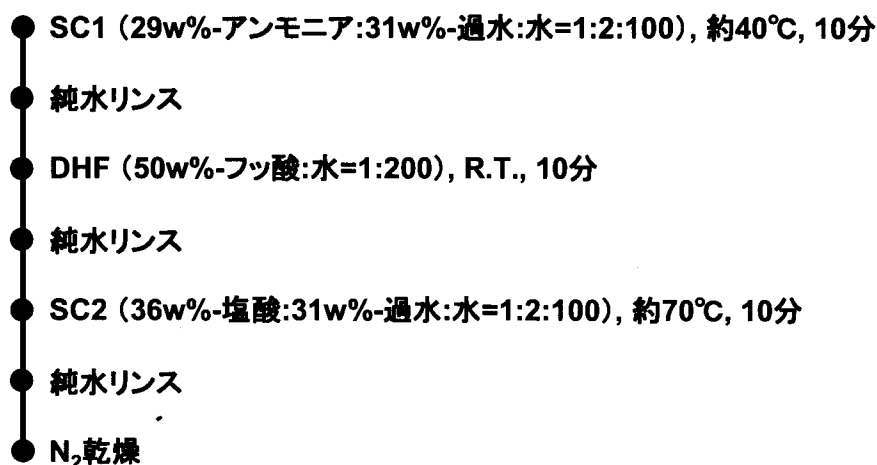 SC1 (29w%-アンモニア:31w%-過水:水=1:2:100), 約40℃, 10分
純水リンス
DHF (50w%-フッ酸:水=1:200), R.T., 10分
純水リンス
SC2 (36w%-塩酸:31w%-過水:水=1:2:100), 約70℃, 10分
純水リンス
N₂乾燥